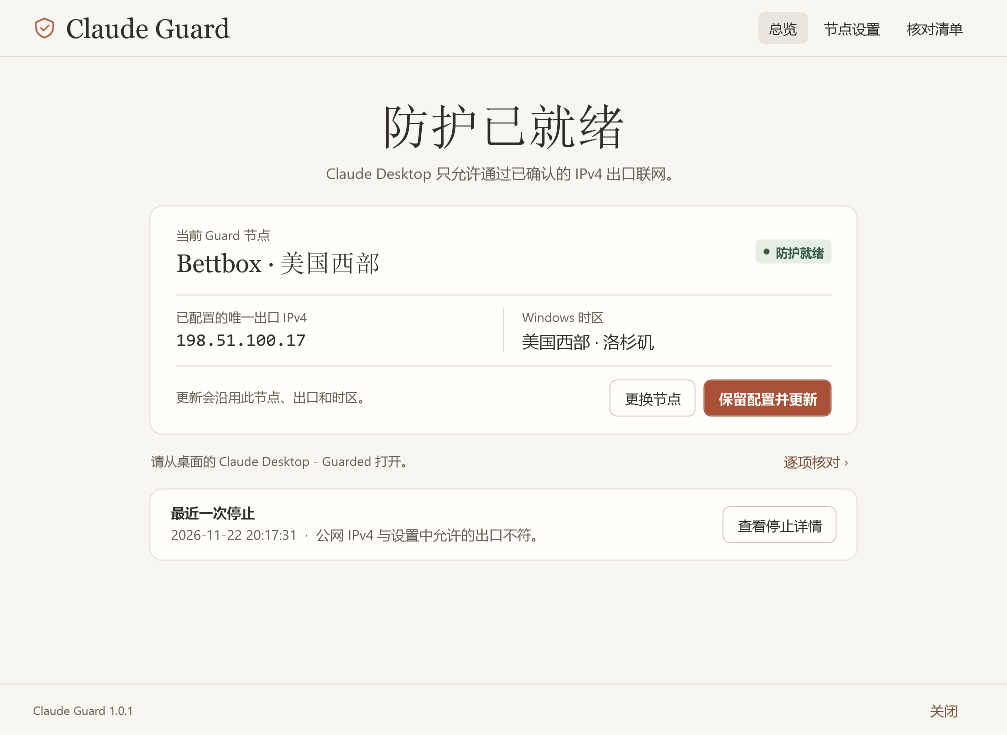 Claude Guard
总览
节点设置
核对清单
防护已就绪
Claude Desktop 只允许通过已确认的 IPv4 出口联网。
当前 Guard 节点
Bettbox · 美国西部
防护就绪
已配置的唯一出口 IPv4
198.51.100.17
Windows 时区
美国西部 · 洛杉矶
更新会沿用此节点、出口和时区。
更换节点
保留配置并更新
请从桌面的 Claude Desktop - Guarded 打开。
逐项核对 ›
最近一次停止
2026-11-22 20:17:31 · 公网 IPv4 与设置中允许的出口不符。
查看停止详情
Claude Guard 1.0.1
关闭